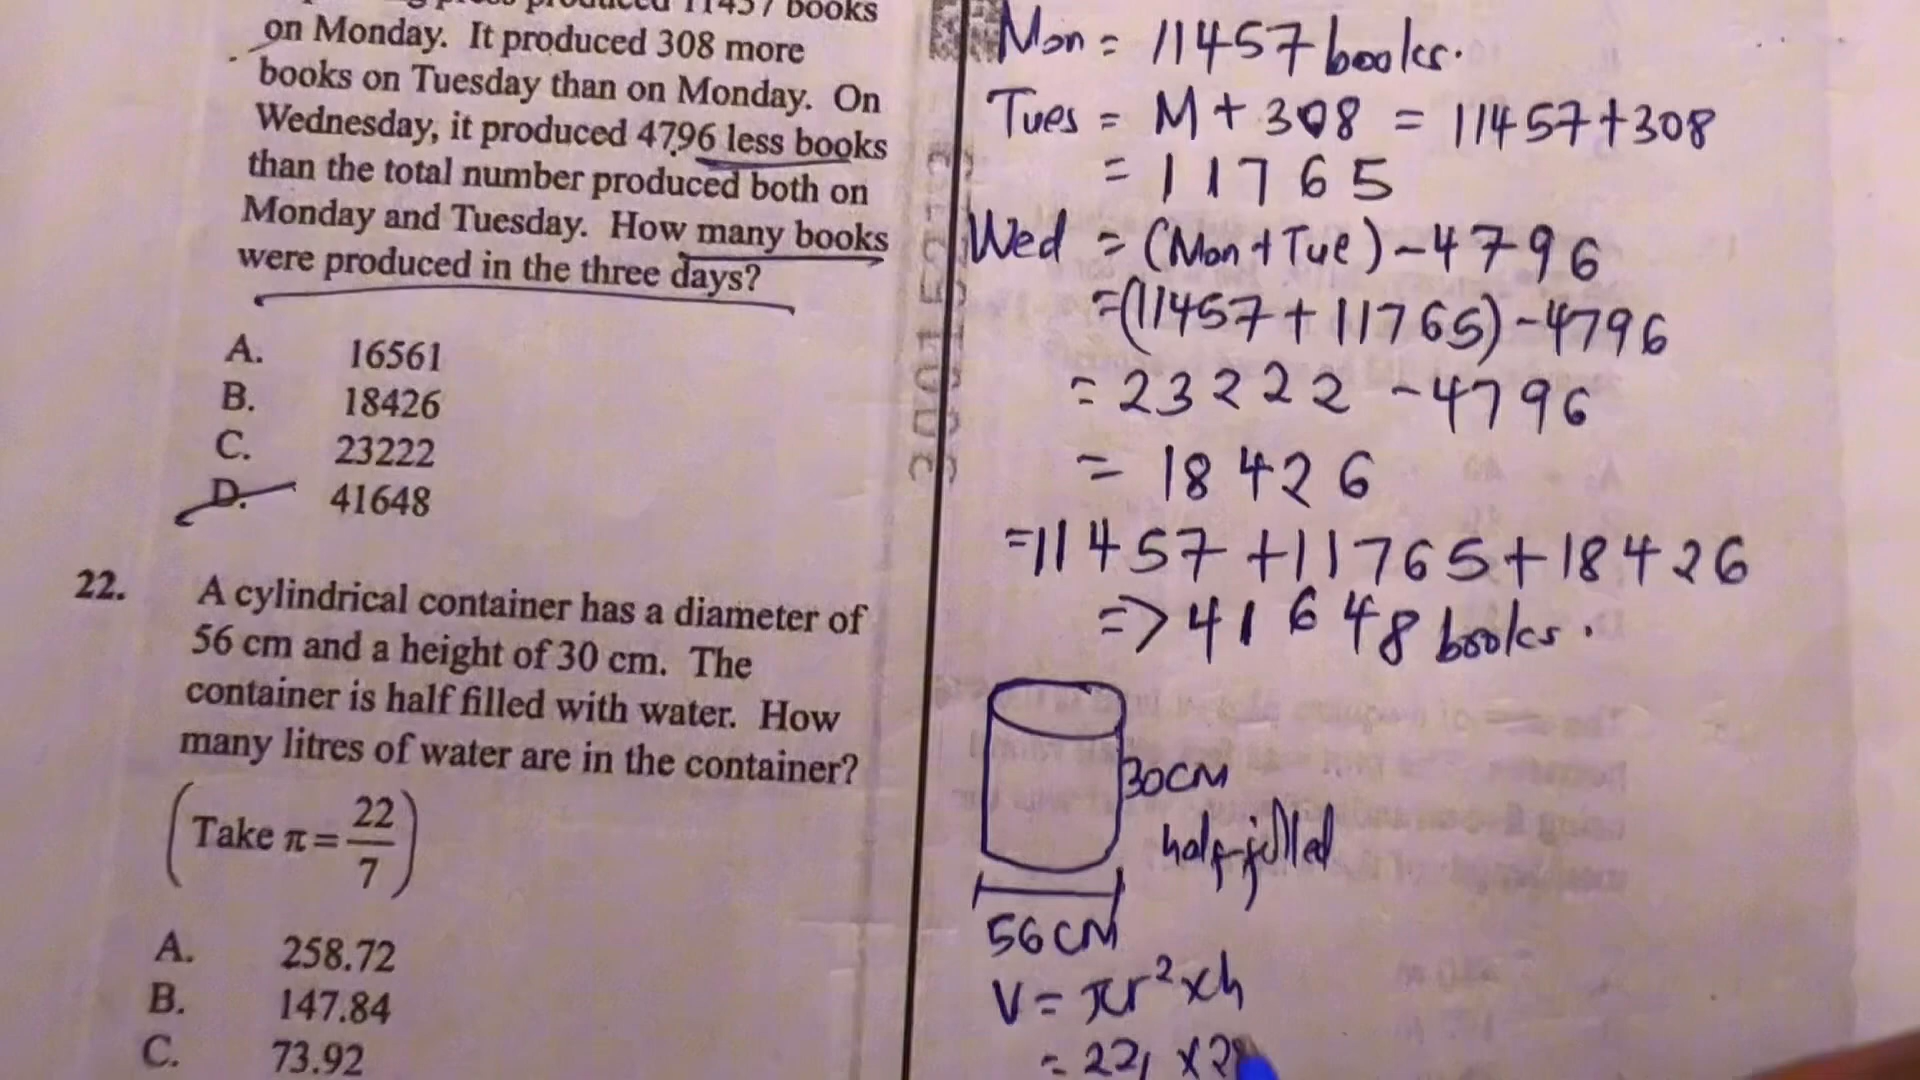 produced 11457 books
on Monday. It produced 308 more
books on Tuesday than on Monday. On
Wednesday, it produced 4796 less books
than the total number produced both on
Monday and Tuesday. How many books
were produced in the three days?
A. 16561
B. 18426
C. 23222
D. 41648
22. A cylindrical container has a diameter of
56 cm and a height of 30 cm. The
container is half filled with water. How
many litres of water are in the container?
(Take π = 22/7)
A. 258.72
B. 147.84
C. 73.92
Mon = 11457 books.
Tues = M + 308 = 11457+308
= 11765
Wed = (Mon+Tue) - 4796
=(11457+11765)-4796
= 23222 - 4796
= 18426
=11457+11765+18426
=> 41648 books.
30CM
half-filled
56CM
V = πr² x h
= 22